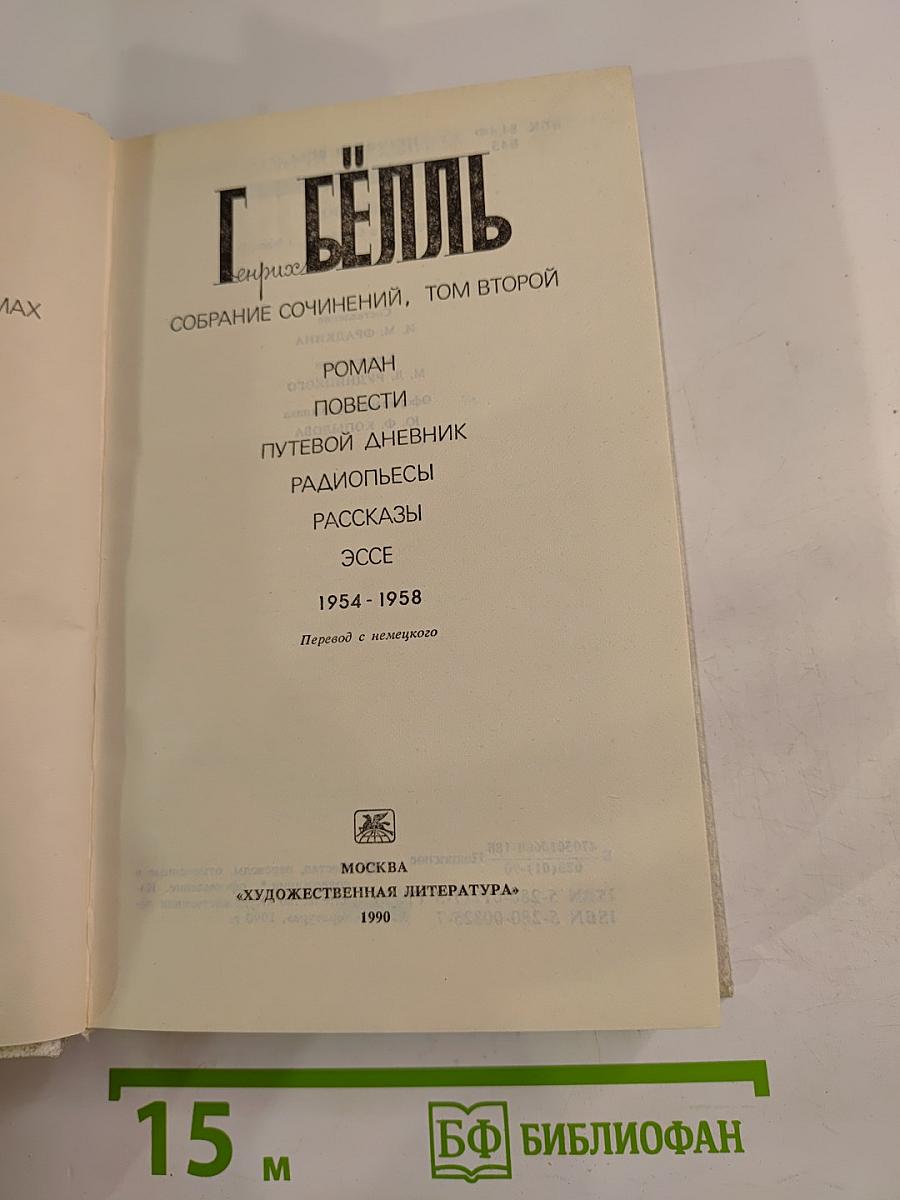 МАХ
Генрих БЁЛЛЬ
СОБРАНИЕ СОЧИНЕНИЙ, ТОМ ВТОРОЙ
РОМАН
ПОВЕСТИ
ПУТЕВОЙ ДНЕВНИК
РАДИОПЬЕСЫ
РАССКАЗЫ
ЭССЕ
1954 - 1958
Перевод с немецкого
МОСКВА
«ХУДОЖЕСТВЕННАЯ ЛИТЕРАТУРА»
1990
15 м
БФ БИБЛИОФАН